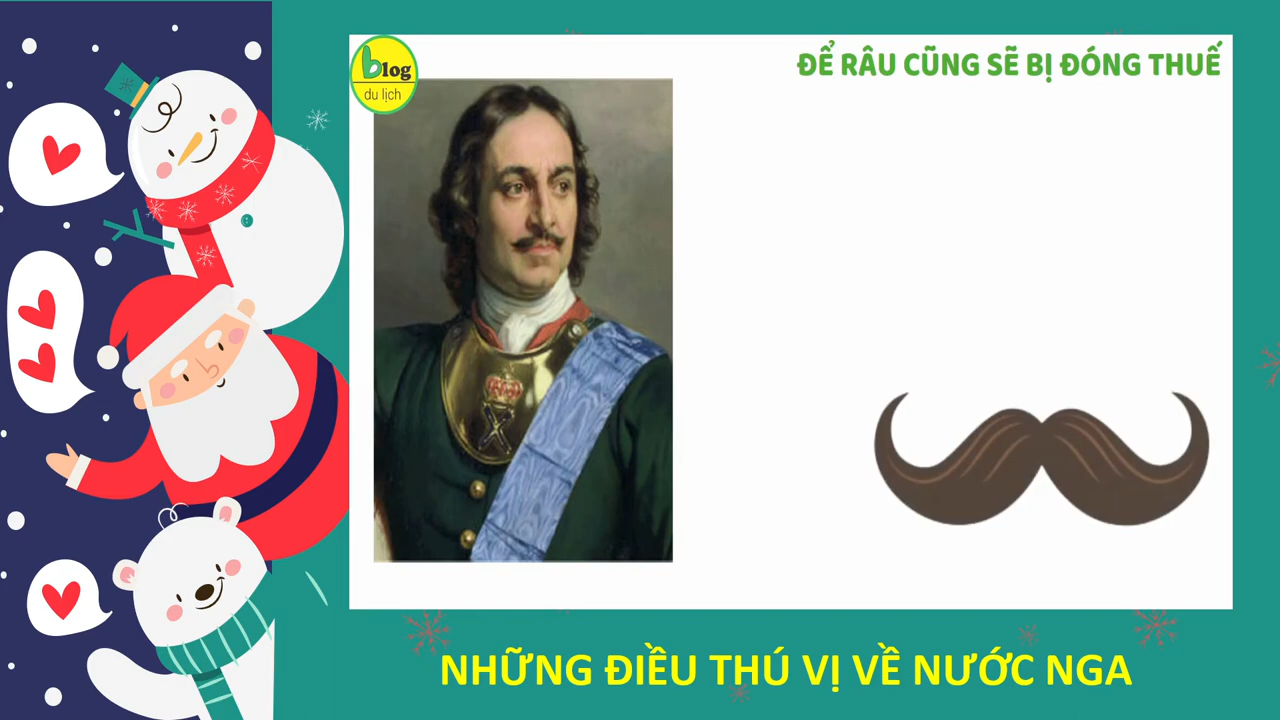 blog
du lịch
ĐỂ RÂU CŨNG SẼ BỊ ĐÓNG THUẾ
NHỮNG ĐIỀU THÚ VỊ VỀ NƯỚC NGA